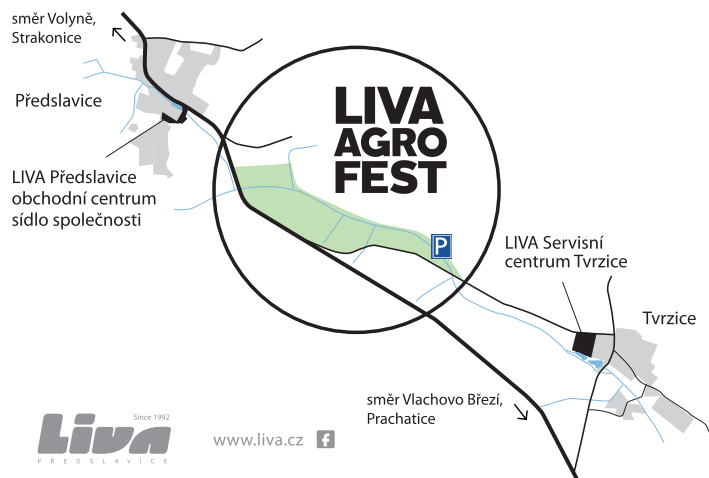 směr Volyně,
Strakonice
Předslavice
LIVA Předslavice
obchodní centrum
sídlo společnosti
LIVA
AGRO
FEST
P
LIVA Servisní
centrum Tvrzice
Tvrzice
směr Vlachovo Březí,
Prachatice
Since 1992
Liva
PŘEDSLAVICE
www.liva.cz
f